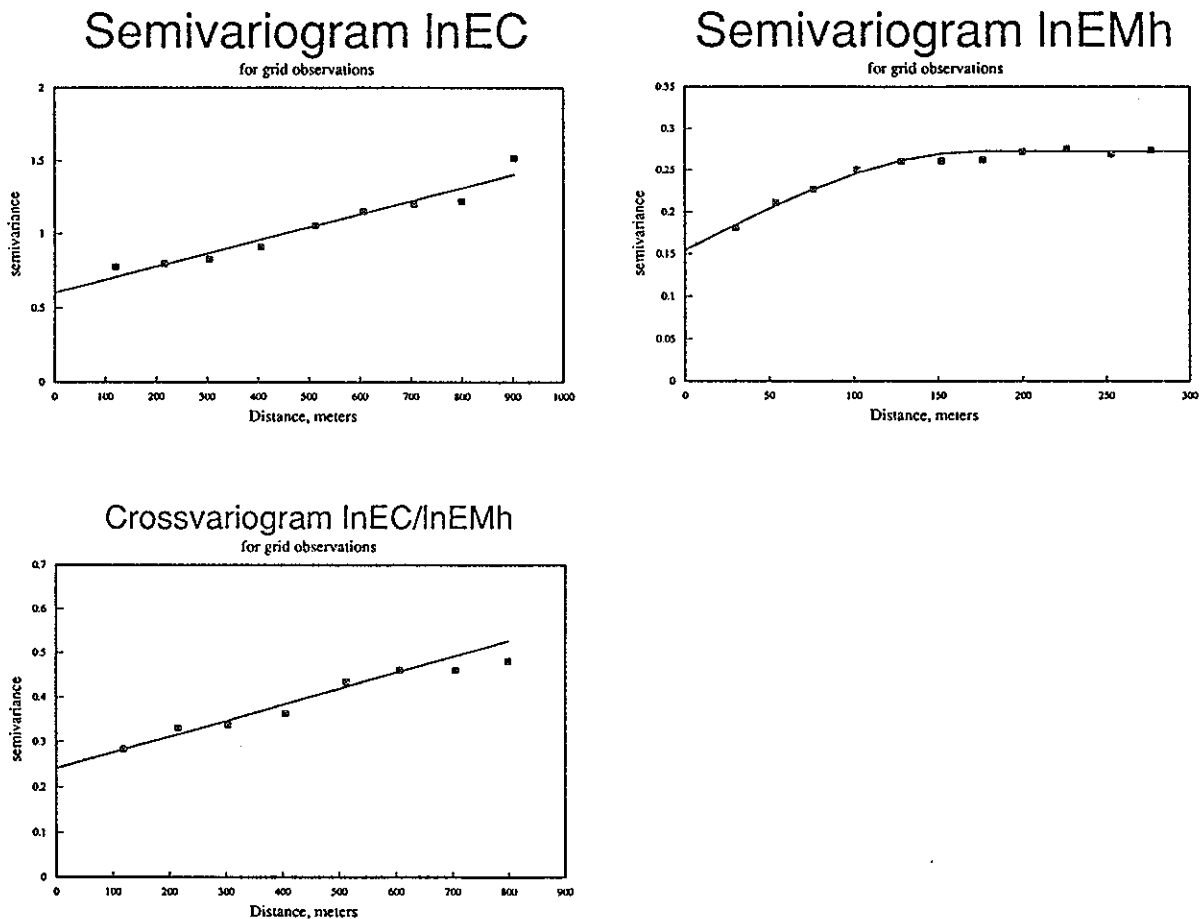 Semivariogram lnEC
for grid observations
2
1.5
1
0.5
0
semivariance
0 100 200 300 400 500 600 700 800 900 1000
Distance, meters
Semivariogram lnEMh
for grid observations
0.35
0.3
0.25
0.2
0.15
0.1
0.05
0
semivariance
0 50 100 150 200 250 300
Distance, meters
Crossvariogram lnEC/lnEMh
for grid observations
0.7
0.6
0.5
0.4
0.3
0.2
0.1
0
semivariance
0 100 200 300 400 500 600 700 800 900
Distance, meters